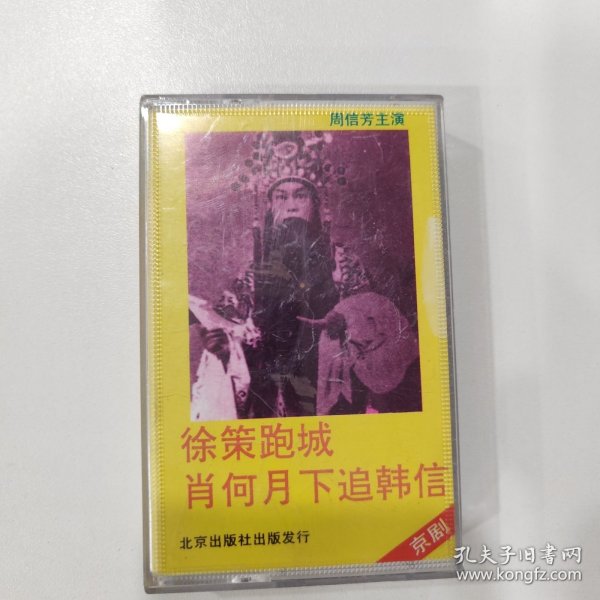 周信芳主演
徐策跑城
肖何月下追韩信
北京出版社出版发行
京剧
孔夫子旧书网
www.kongfz.com